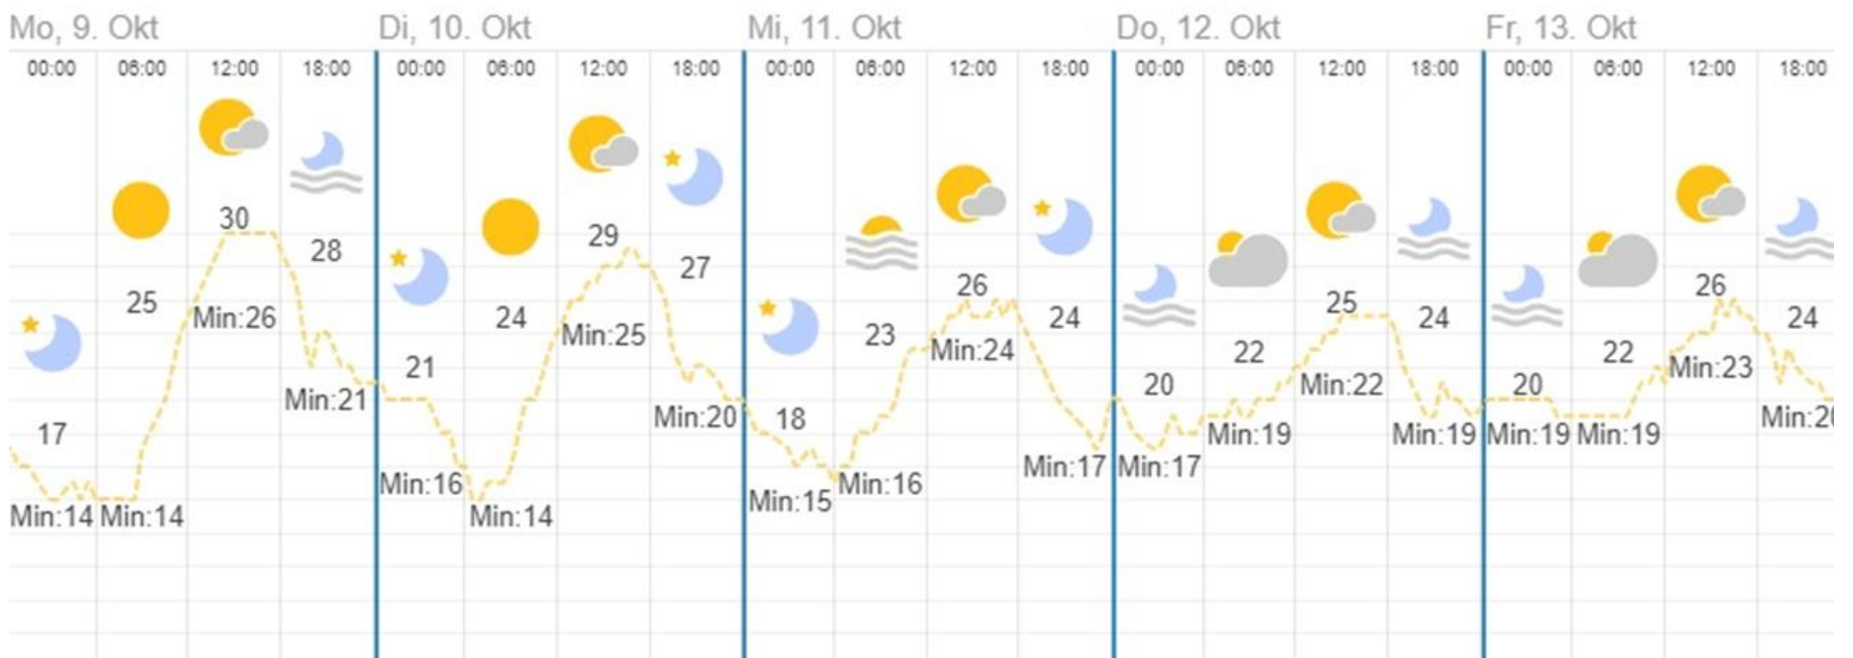 Mo, 9. Okt Di, 10. Okt Mi, 11. Okt Do, 12. Okt Fr, 13. Okt
00:00 06:00 12:00 18:00 00:00 06:00 12:00 18:00 00:00 06:00 12:00 18:00 00:00 06:00 12:00 18:00 00:00 06:00 12:00 18:00
17 25 30 28 21 24 29 27 18 23 26 24 20 22 25 24 20 22 26 24
Min:14 Min:14 Min:26 Min:21 Min:16 Min:14 Min:25 Min:20 Min:15 Min:16 Min:24 Min:17 Min:17 Min:19 Min:22 Min:19 Min:19 Min:19 Min:23 Min:20